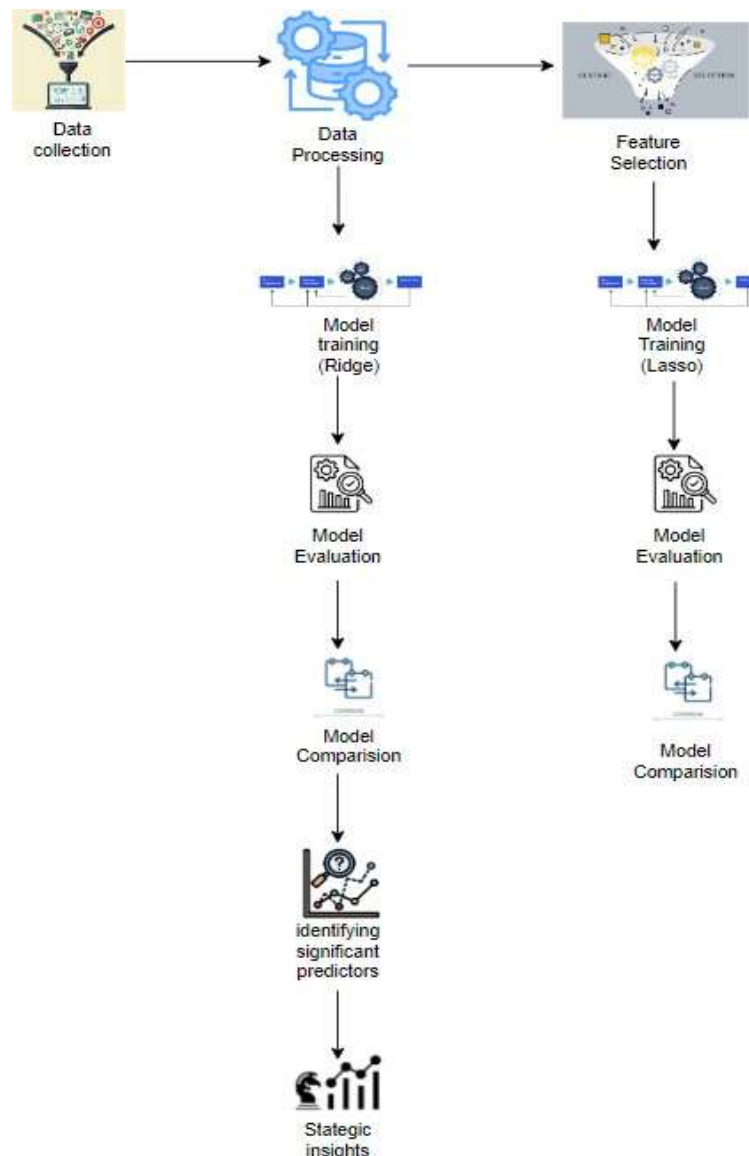 Data
collection
Data
Processing
Feature
Selection
Model
training
(Ridge)
Model
Training
(Lasso)
Model
Evaluation
Model
Evaluation
Model
Comparision
Model
Comparision
identifying
significant
predictors
Stategic
insights